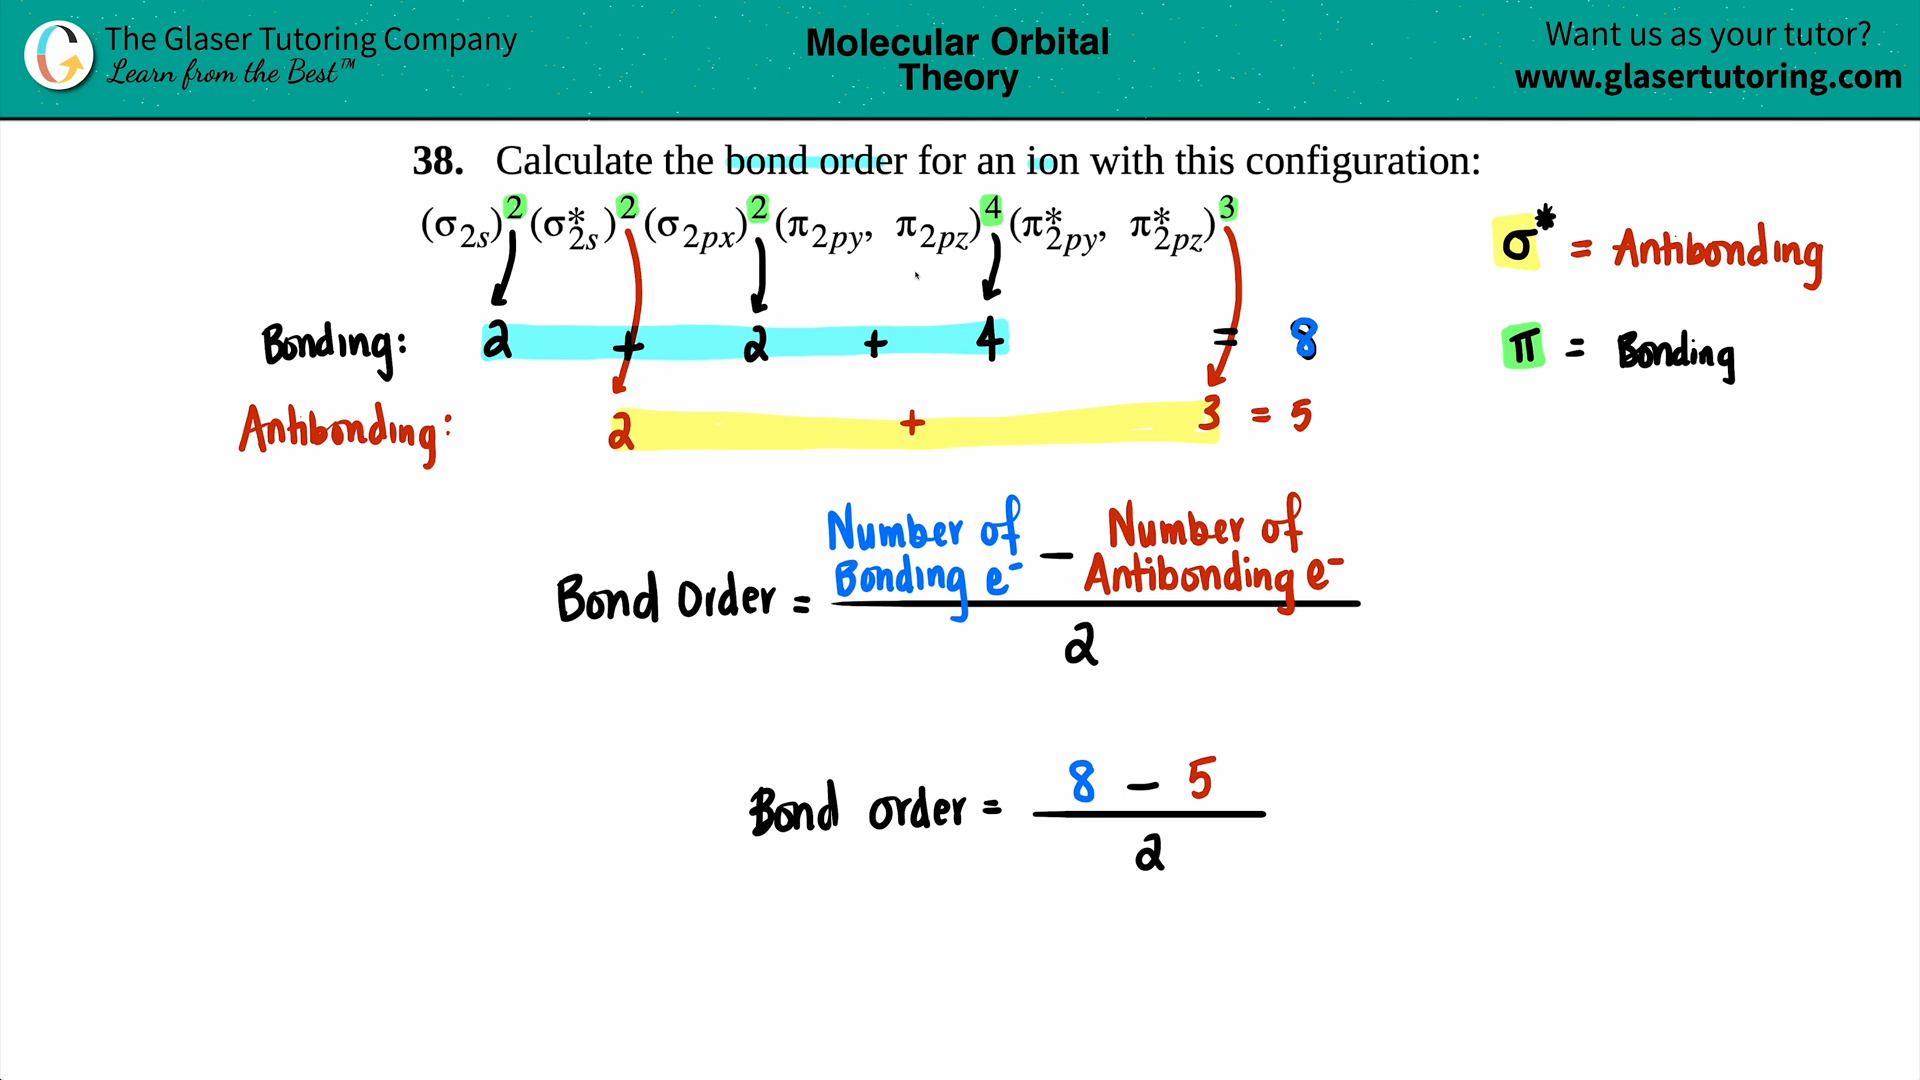 The Glaser Tutoring Company
Learn from the Best™
Molecular Orbital
Theory
Want us as your tutor?
www.glasertutoring.com
38. Calculate the bond order for an ion with this configuration:
(σ2s)2(σ*2s)2(σ2px)2(π2py, π2pz)4(π*2py, π*2pz)3
σ* = Antibonding
Bonding: 2 + 2 + 4 = 8
π = Bonding
Antibonding: 2 + 3 = 5
Number of − Number of
Bonding e⁻ Antibonding e⁻
Bond Order =
2
8 − 5
Bond order =
2